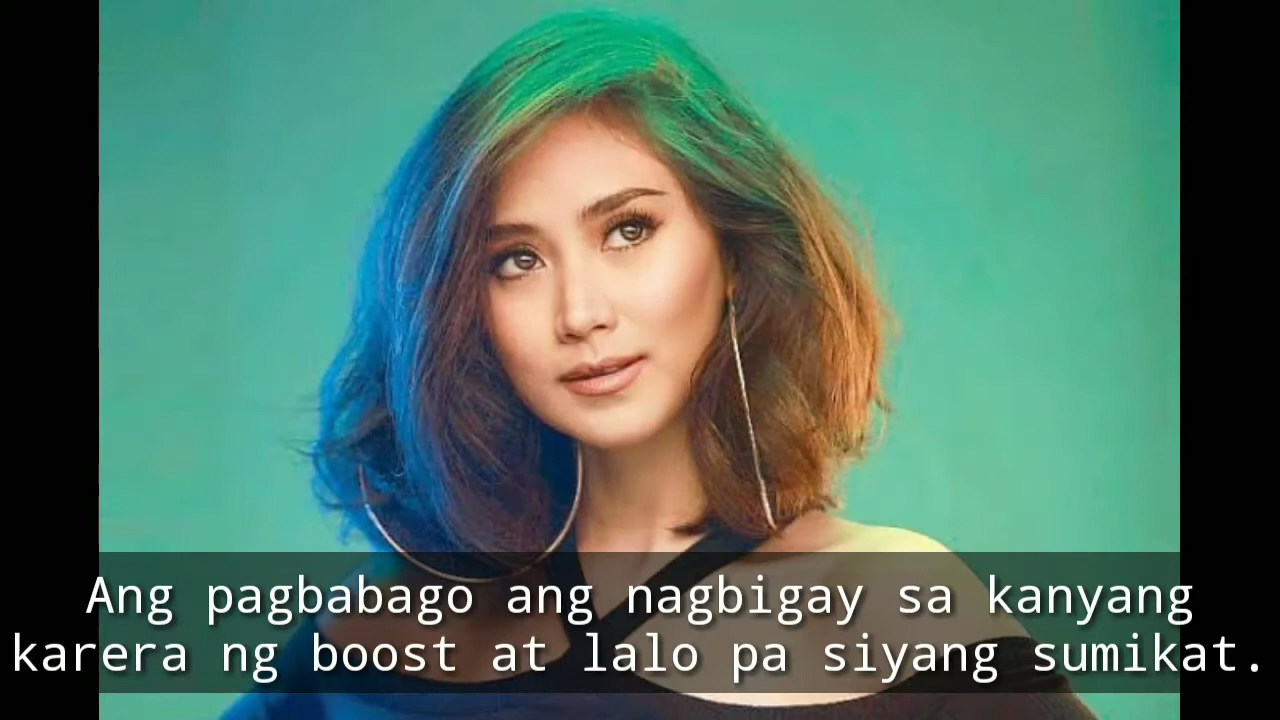 Ang pagbabago ang nagbigay sa kanyang
karera ng boost at lalo pa siyang sumikat.